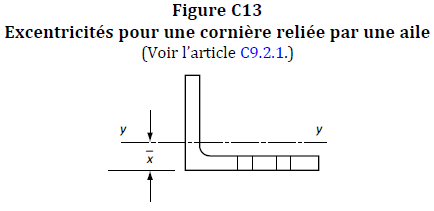 Figure C13
Excentricités pour une cornière reliée par une aile
(Voir l’article C9.2.1.)
y y
x̅